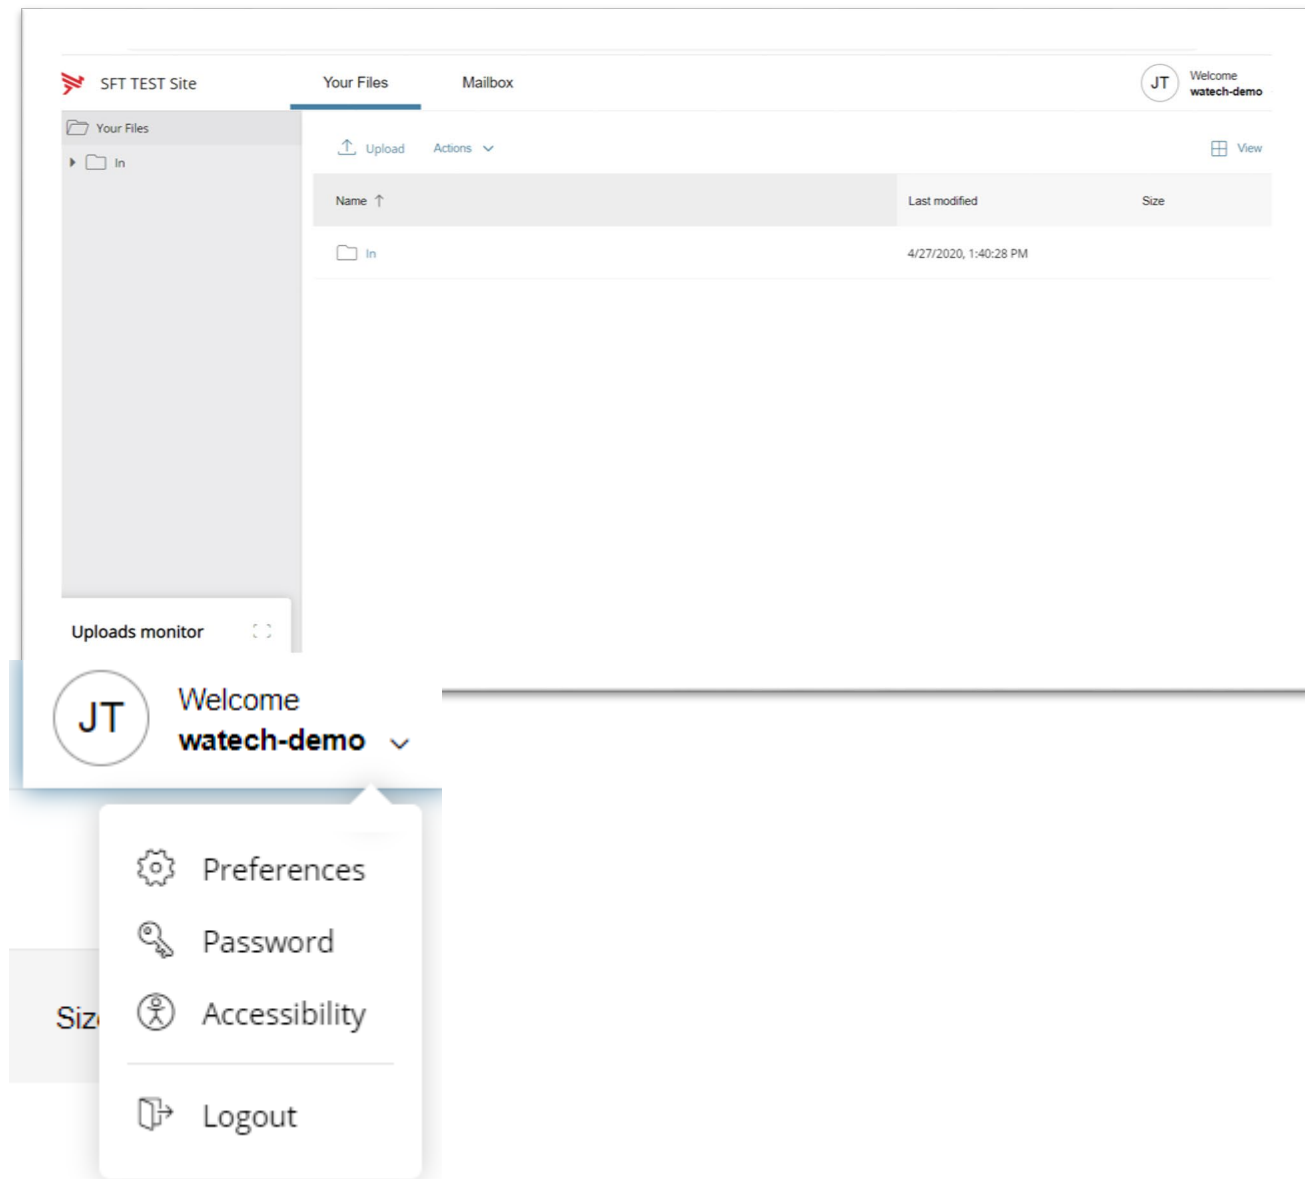 SFT TEST Site
Your Files
Mailbox
JT
Welcome
watech-demo
Your Files
In
Upload
Actions
View
Name
Last modified
Size
In
4/27/2020, 1:40:28 PM
Uploads monitor
JT
Welcome
watech-demo
Preferences
Password
Siz
Accessibility
Logout